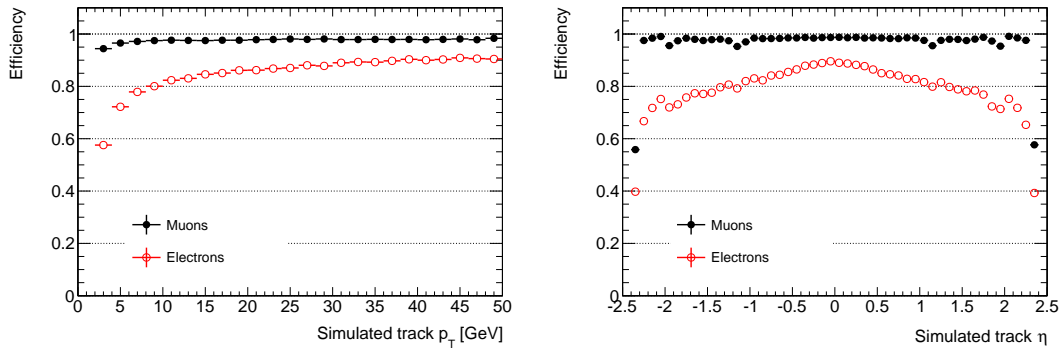 Efficiency
1
0.8
0.6
0.4
0.2
0
Muons
Electrons
0 5 10 15 20 25 30 35 40 45 50
Simulated track p_T [GeV]
Efficiency
1
0.8
0.6
0.4
0.2
0
Muons
Electrons
-2.5 -2 -1.5 -1 -0.5 0 0.5 1 1.5 2 2.5
Simulated track η